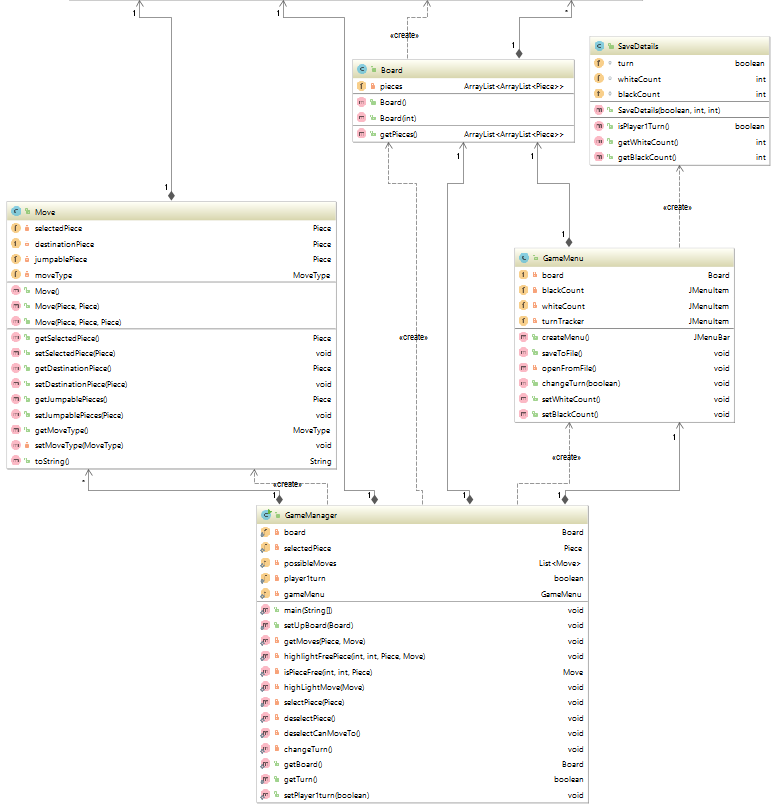 1
1
1
*
«create»
1
Board
pieces ArrayList<ArrayList<Piece>>
Board()
Board(int)
getPieces() ArrayList<ArrayList<Piece>>
SaveDetails
turn boolean
whiteCount int
blackCount int
SaveDetails(boolean, int, int)
isPlayer1Turn() boolean
getWhiteCount() int
getBlackCount() int
1
1
1
«create»
1
Move
selectedPiece Piece
destinationPiece Piece
jumpablePiece Piece
moveType MoveType
Move()
Move(Piece, Piece)
Move(Piece, Piece, Piece)
getSelectedPiece() Piece
setSelectedPiece(Piece) void
getDestinationPiece() Piece
setDestinationPiece(Piece) void
getJumpablePieces() Piece
setJumpablePieces(Piece) void
getMoveType() MoveType
setMoveType(MoveType) void
toString() String
GameMenu
board Board
blackCount JMenuItem
whiteCount JMenuItem
turnTracker JMenuItem
createMenu() JMenuBar
saveToFile() void
openFromFile() void
changeTurn(boolean) void
setWhiteCount() void
setBlackCount() void
«create»
1
«create»
*
«create»
1
1
1
1
GameManager
board Board
selectedPiece Piece
possibleMoves List<Move>
player1turn boolean
gameMenu GameMenu
main(String[]) void
setUpBoard(Board) void
getMoves(Piece, Move) void
highlightFreePiece(int, int, Piece, Move) void
isPieceFree(int, int, Piece) Move
highLightMove(Move) void
selectPiece(Piece) void
deselectPiece() void
deselectCanMoveTo() void
changeTurn() void
getBoard() Board
getTurn() boolean
setPlayer1turn(boolean) void